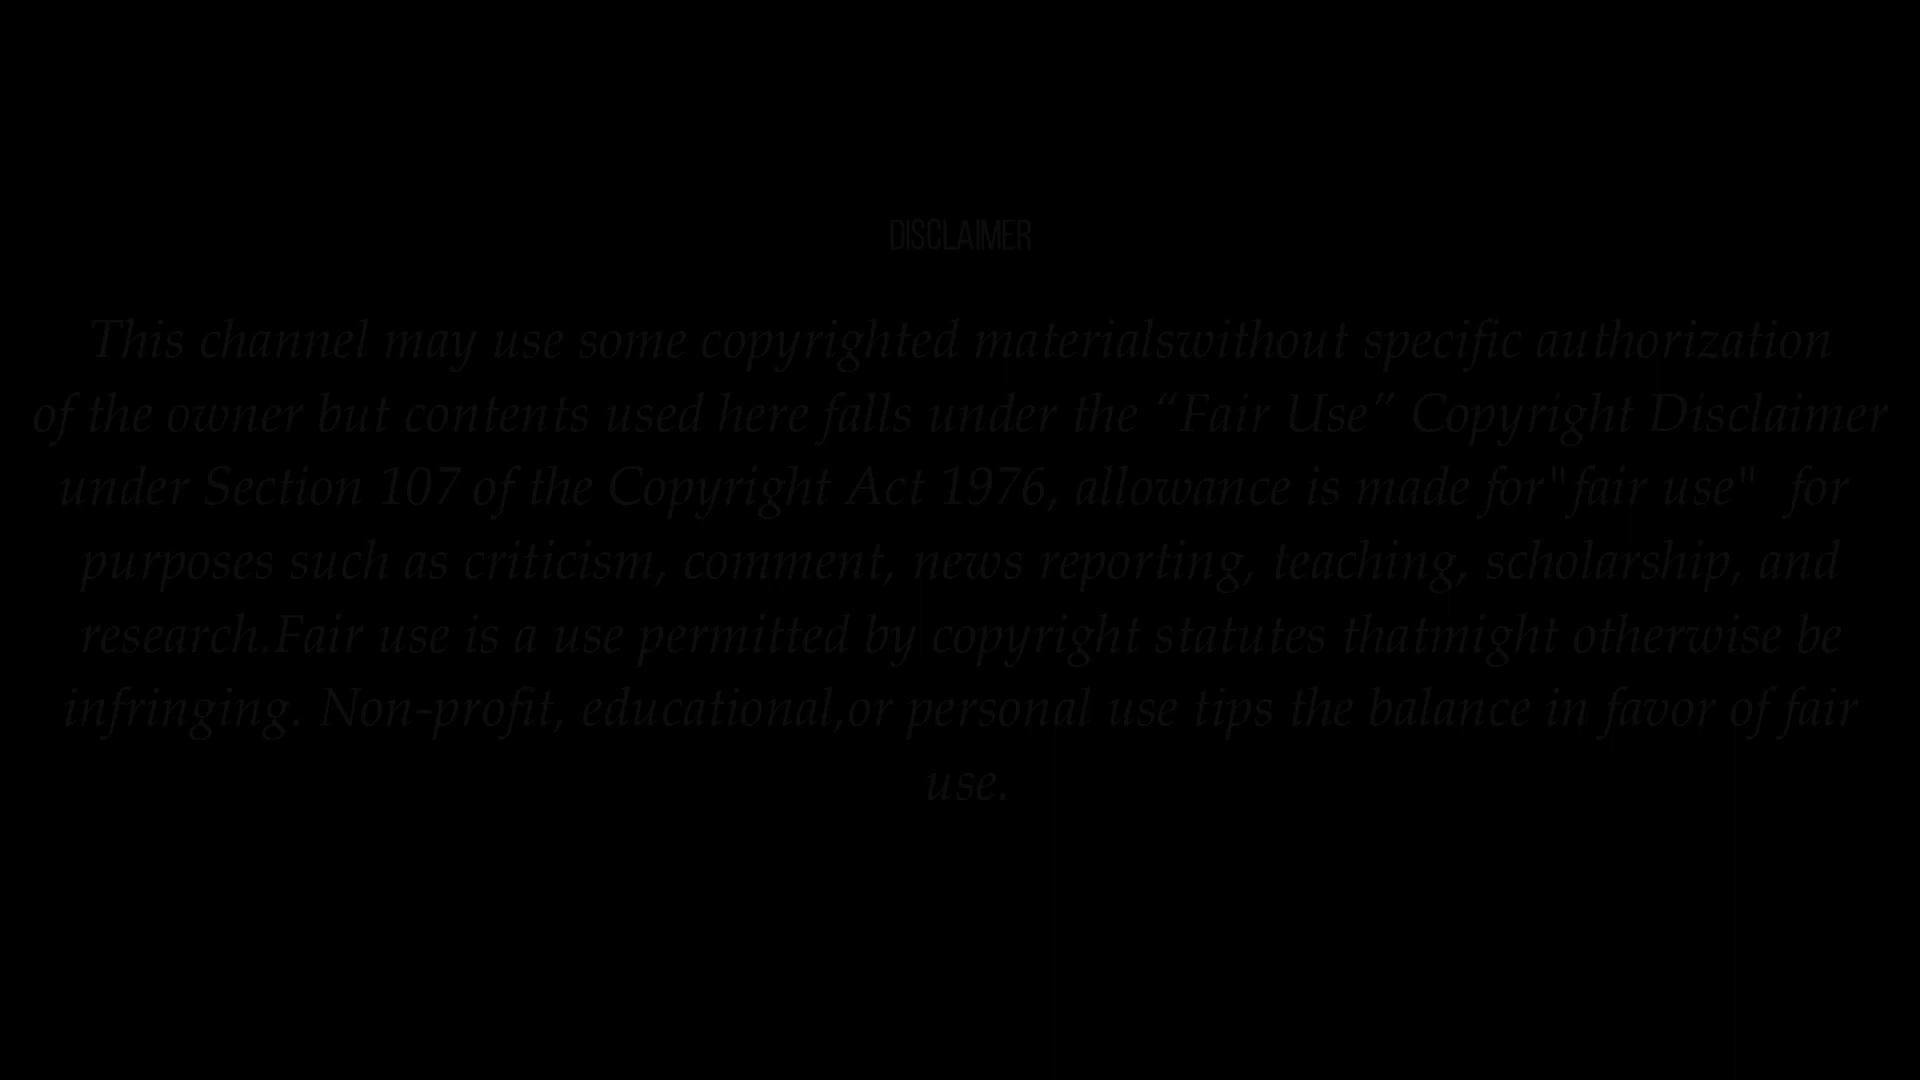 DISCLAIMER
This channel may use some copyrighted materialswithout specific authorization
of the owner but contents used here falls under the “Fair Use” Copyright Disclaimer
under Section 107 of the Copyright Act 1976, allowance is made for"fair use"  for
purposes such as criticism, comment, news reporting, teaching, scholarship, and
research.Fair use is a use permitted by copyright statutes thatmight otherwise be
infringing. Non-profit, educational,or personal use tips the balance in favor of fair
use.